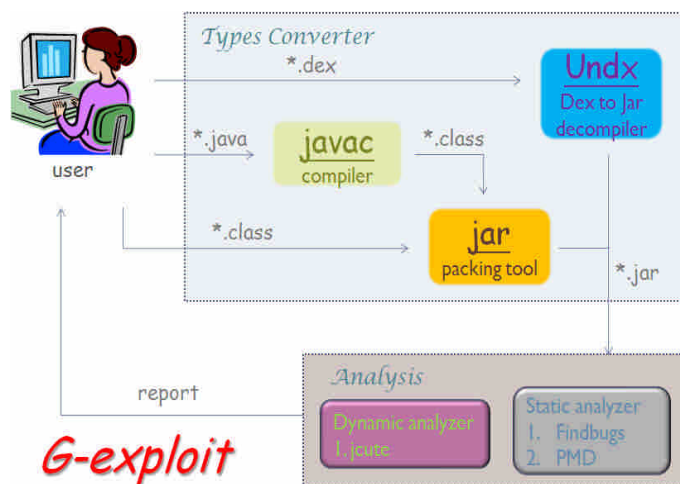 Types Converter
*.dex
Undx
Dex to Jar
decompiler
*.java
javac
compiler
*.class
user
*.class
jar
packing tool
*.jar
Analysis
report
Dynamic analyzer
1. jcute
Static analyzer
1. Findbugs
2. PMD
G-exploit